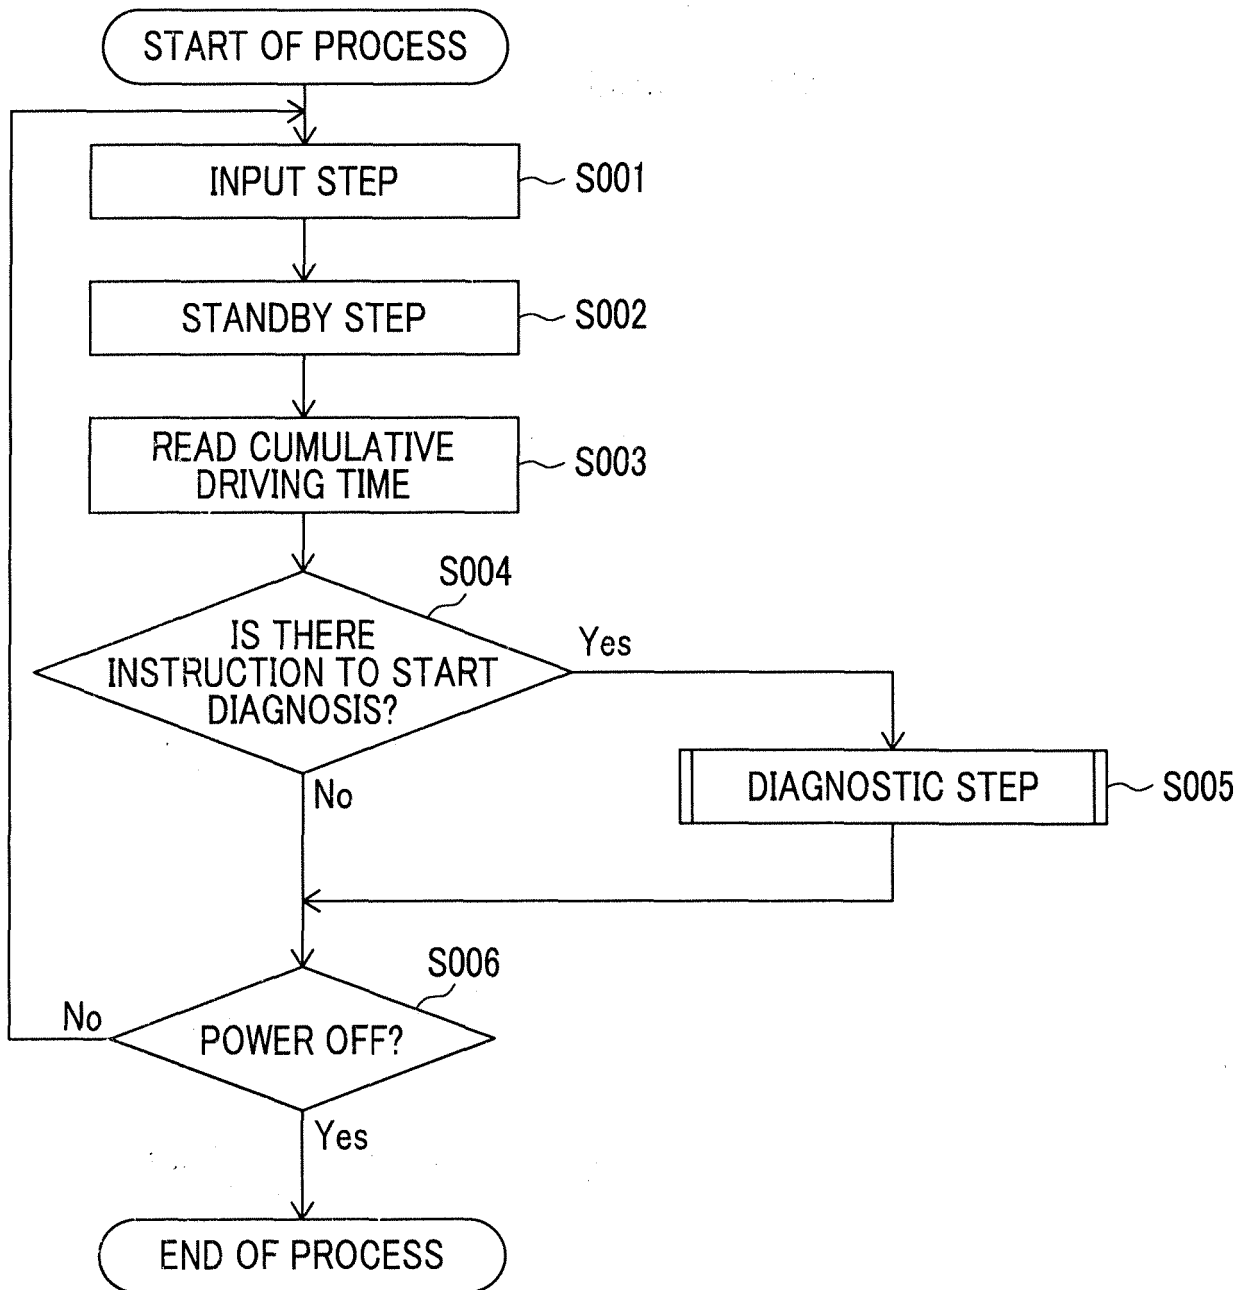 START OF PROCESS
INPUT STEP
S001
STANDBY STEP
S002
READ CUMULATIVE
DRIVING TIME
S003
S004
IS THERE
INSTRUCTION TO START
DIAGNOSIS?
Yes
No
DIAGNOSTIC STEP
S005
S006
No
POWER OFF?
Yes
END OF PROCESS